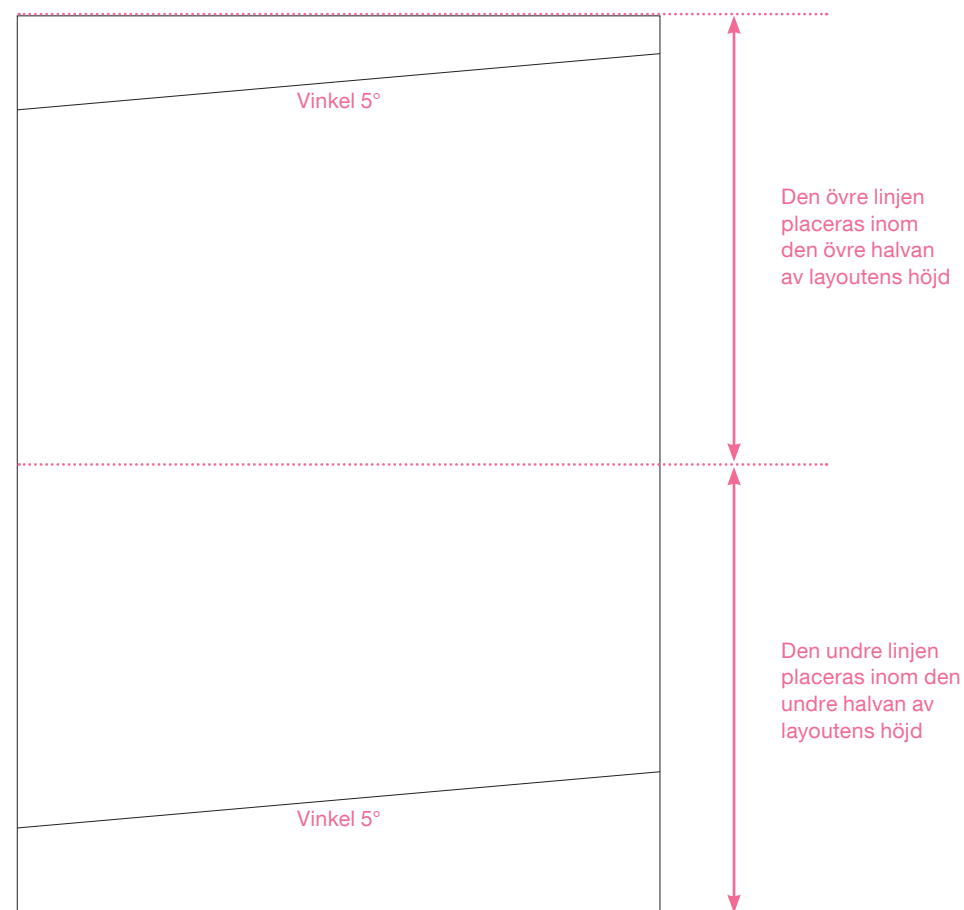 Vinkel 5°
Den övre linjen
placeras inom
den övre halvan
av layoutens höjd
Den undre linjen
placeras inom den
undre halvan av
layoutens höjd
Vinkel 5°